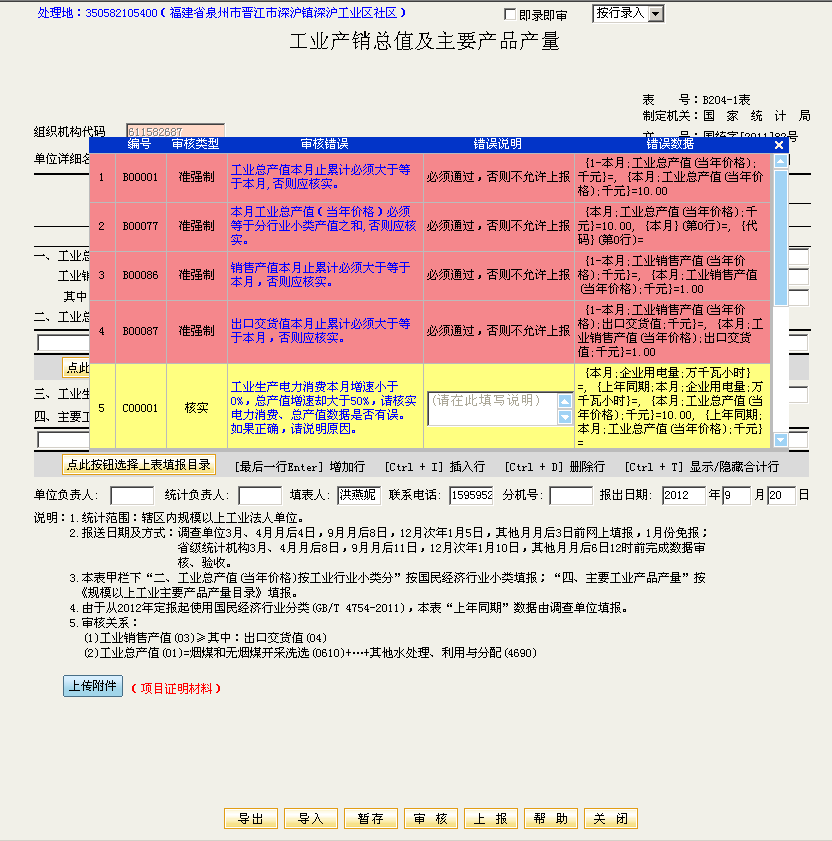 处理地：350582105400（福建省泉州市晋江市深沪镇深沪工业区社区） 即录即审 按行录入
工业产销总值及主要产品产量
表 号：B204-1表
制定机关：国 家 统 计 局
组织机构代码 611582687
文 号：国统字[2011]82号
单位详细名
编号 审核类型 审核错误 错误说明 错误数据
1 B00001 准强制 工业总产值本月止累计必须大于等于本月,否则应核实。 必须通过，否则不允许上报 {1-本月;工业总产值(当年价格);千元}=, {本月;工业总产值(当年价格);千元}=10.00
2 B00077 准强制 本月工业总产值（当年价格）必须等于分行业小类产值之和,否则应核实。 必须通过，否则不允许上报 {本月;工业总产值(当年价格);千元}=10.00, {本月}(第0行)=, {代码}(第0行)=
3 B00086 准强制 销售产值本月止累计必须大于等于本月，否则应核实。 必须通过，否则不允许上报 {1-本月;工业销售产值(当年价格);千元}=, {本月;工业销售产值(当年价格);千元}=1.00
4 B00087 准强制 出口交货值本月止累计必须大于等于本月，否则应核实。 必须通过，否则不允许上报 {1-本月;工业销售产值(当年价格);出口交货值;千元}=, {本月;工业销售产值(当年价格);出口交货值;千元}=1.00
5 C00001 核实 工业生产电力消费本月增速小于0%，总产值增速却大于50%，请核实电力消费、总产值数据是否有误。如果正确，请说明原因。 (请在此填写说明) {本月;企业用电量;万千瓦小时}=, {上年同期;本月;企业用电量;万千瓦小时}=, {本月;工业总产值(当年价格);千元}=10.00, {上年同期;本月;工业总产值(当年价格);千元}=
一、工业总
工业销
其中
二、工业总
点此
三、工业生
四、主要工
点此按钮选择上表填报目录 [最后一行Enter] 增加行 [Ctrl + I] 插入行 [Ctrl + D] 删除行 [Ctrl + T] 显示/隐藏合计行
单位负责人： 统计负责人： 填表人：洪燕妮 联系电话：1595952 分机号： 报出日期：2012 年 9 月 20 日
说明：1.统计范围：辖区内规模以上工业法人单位。
2.报送日期及方式：调查单位3月、4月月后4日，9月月后8日，12月次年1月5日，其他月月后3日前网上填报，1月份免报；
省级统计机构3月、4月月后8日，9月月后11日，12月次年1月10日，其他月月后6日12时前完成数据审
核、验收。
3.本表甲栏下“二、工业总产值(当年价格)按工业行业小类分”按国民经济行业小类填报；“四、主要工业产品产量”按
《规模以上工业主要产品产量目录》填报。
4.由于从2012年定报起使用国民经济行业分类(GB/T 4754-2011)，本表“上年同期”数据由调查单位填报。
5.审核关系：
(1)工业销售产值(03)≥其中：出口交货值(04)
(2)工业总产值(01)=烟煤和无烟煤开采洗选(0610)+…+其他水处理、利用与分配(4690)
上传附件 （项目证明材料）
导出 导入 暂存 审 核 上 报 帮 助 关 闭